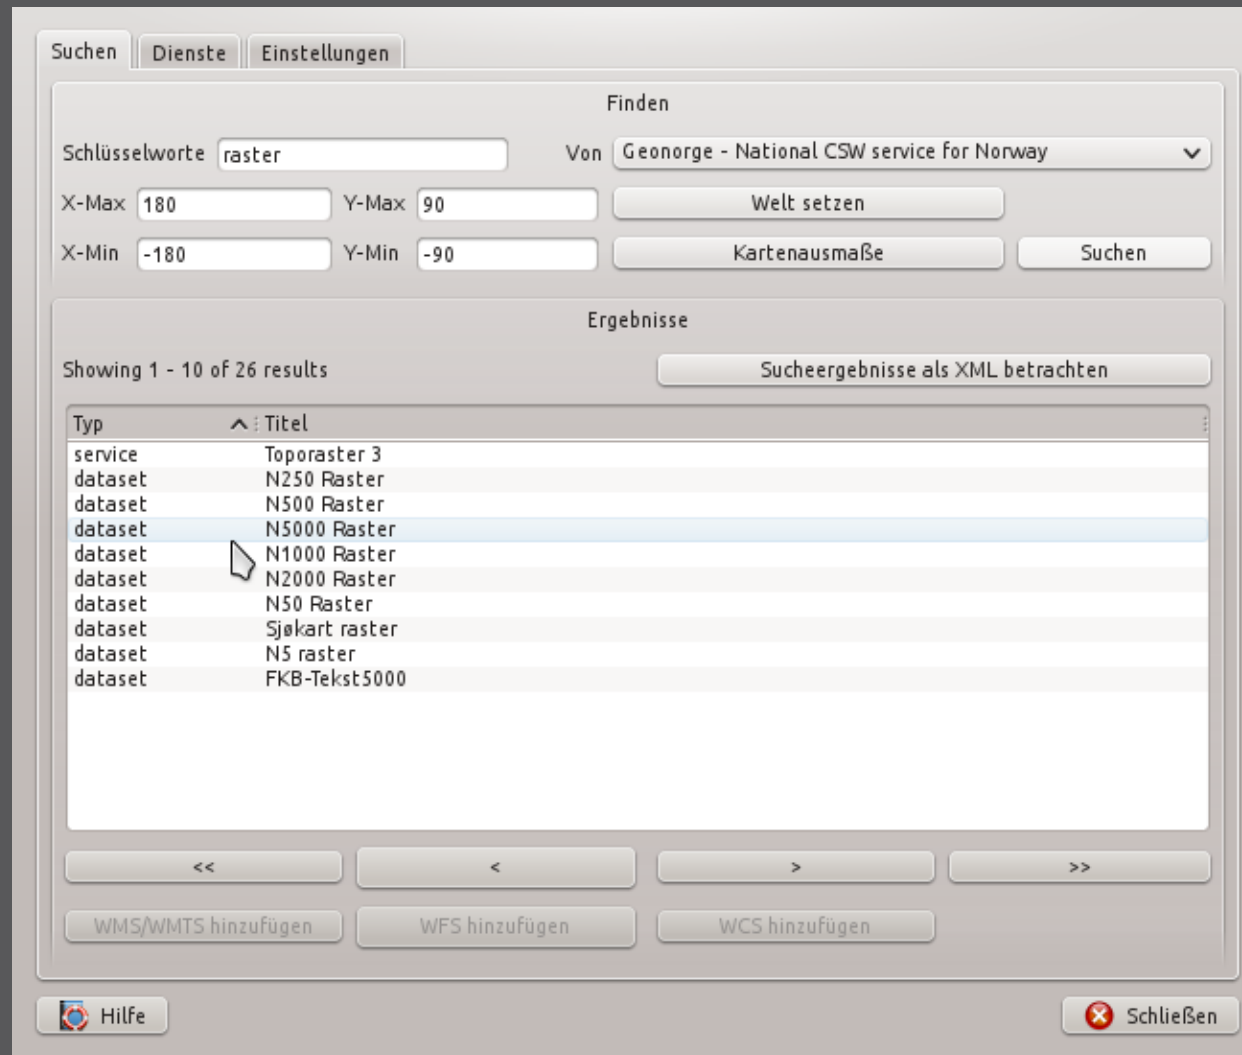 Suchen Dienste Einstellungen
Finden
Schlüsselworte raster Von Geonorge - National CSW service for Norway
X-Max 180 Y-Max 90 Welt setzen
X-Min -180 Y-Min -90 Kartenausmaße Suchen
Ergebnisse
Showing 1 - 10 of 26 results Sucheergebnisse als XML betrachten
Typ Titel
service Toporaster 3
dataset N250 Raster
dataset N500 Raster
dataset N5000 Raster
dataset N1000 Raster
dataset N2000 Raster
dataset N50 Raster
dataset Sjøkart raster
dataset N5 raster
dataset FKB-Tekst5000
<< < > >>
WMS/WMTS hinzufügen WFS hinzufügen WCS hinzufügen
Hilfe Schließen